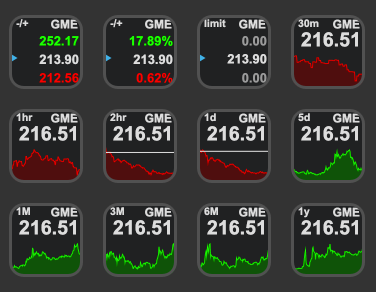 -/+ GME
252.17
213.90
212.56
-/+ GME
17.89%
213.90
0.62%
limit GME
0.00
213.90
0.00
30m GME
216.51
1hr GME
216.51
2hr GME
216.51
1d GME
216.51
5d GME
216.51
1M GME
216.51
3M GME
216.51
6M GME
216.51
1y GME
216.51